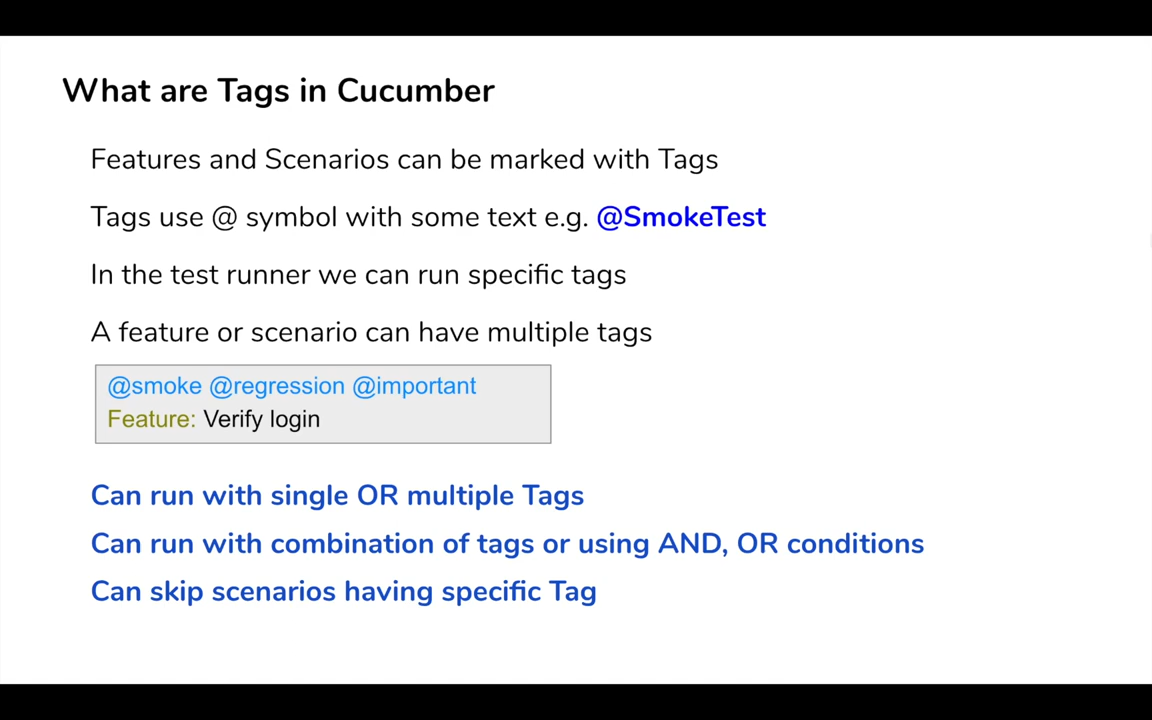 What are Tags in Cucumber
Features and Scenarios can be marked with Tags
Tags use @ symbol with some text e.g. @SmokeTest
In the test runner we can run specific tags
A feature or scenario can have multiple tags
@smoke @regression @important
Feature: Verify login
Can run with single OR multiple Tags
Can run with combination of tags or using AND, OR conditions
Can skip scenarios having specific Tag